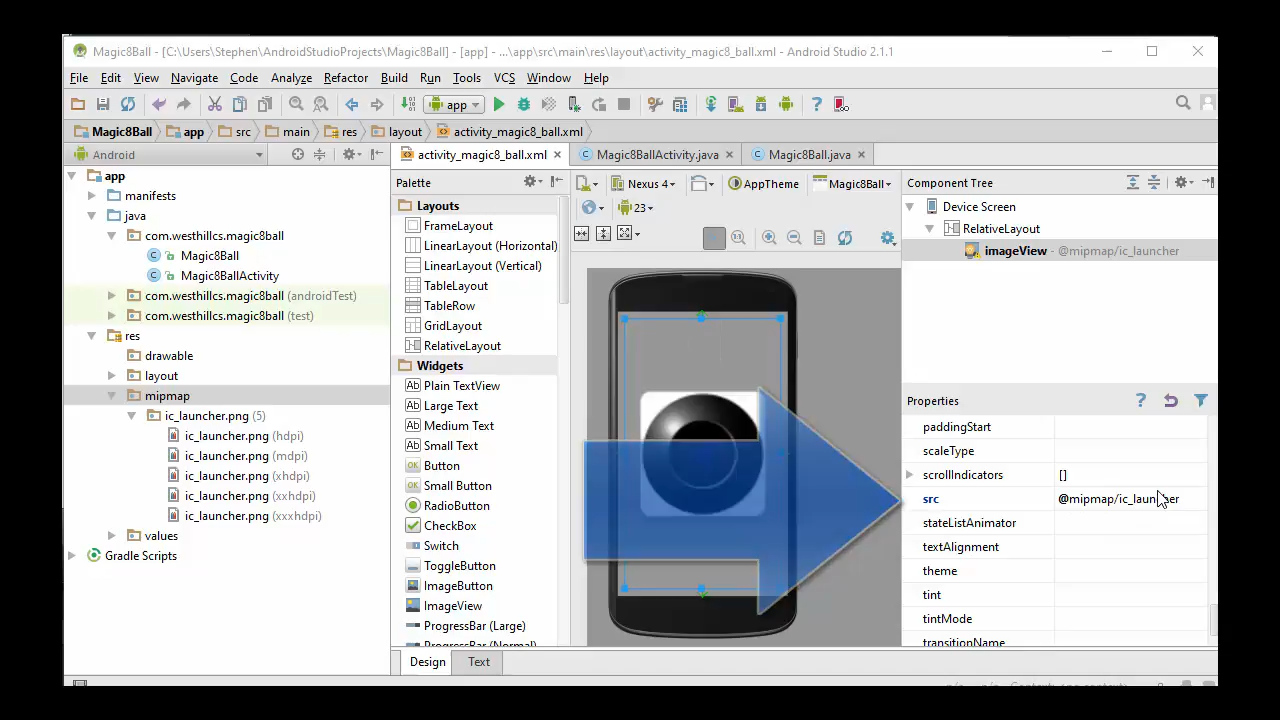 Magic8Ball - [C:\Users\Stephen\AndroidStudioProjects\Magic8Ball] - [app] - ...\app\src\main\res\layout\activity_magic8_ball.xml - Android Studio 2.1.1
File Edit View Navigate Code Analyze Refactor Build Run Tools VCS Window Help
app
Magic8Ball app src main res layout activity_magic8_ball.xml
Android
activity_magic8_ball.xml Magic8BallActivity.java Magic8Ball.java
app
manifests
java
com.westhillcs.magic8ball
Magic8Ball
Magic8BallActivity
com.westhillcs.magic8ball (androidTest)
com.westhillcs.magic8ball (test)
res
drawable
layout
mipmap
ic_launcher.png (5)
ic_launcher.png (hdpi)
ic_launcher.png (mdpi)
ic_launcher.png (xhdpi)
ic_launcher.png (xxhdpi)
ic_launcher.png (xxxhdpi)
values
Gradle Scripts
Palette
Layouts
FrameLayout
LinearLayout (Horizontal)
LinearLayout (Vertical)
TableLayout
TableRow
GridLayout
RelativeLayout
Widgets
Plain TextView
Large Text
Medium Text
Small Text
Button
Small Button
RadioButton
CheckBox
Switch
ToggleButton
ImageButton
ImageView
ProgressBar (Large)
ProgressBar (Normal)
Design Text
Nexus 4 AppTheme Magic8Ball
23
Component Tree
Device Screen
RelativeLayout
imageView - @mipmap/ic_launcher
Properties
paddingStart
scaleType
scrollIndicators []
src @mipmap/ic_launcher
stateListAnimator
textAlignment
theme
tint
tintMode
transitionName